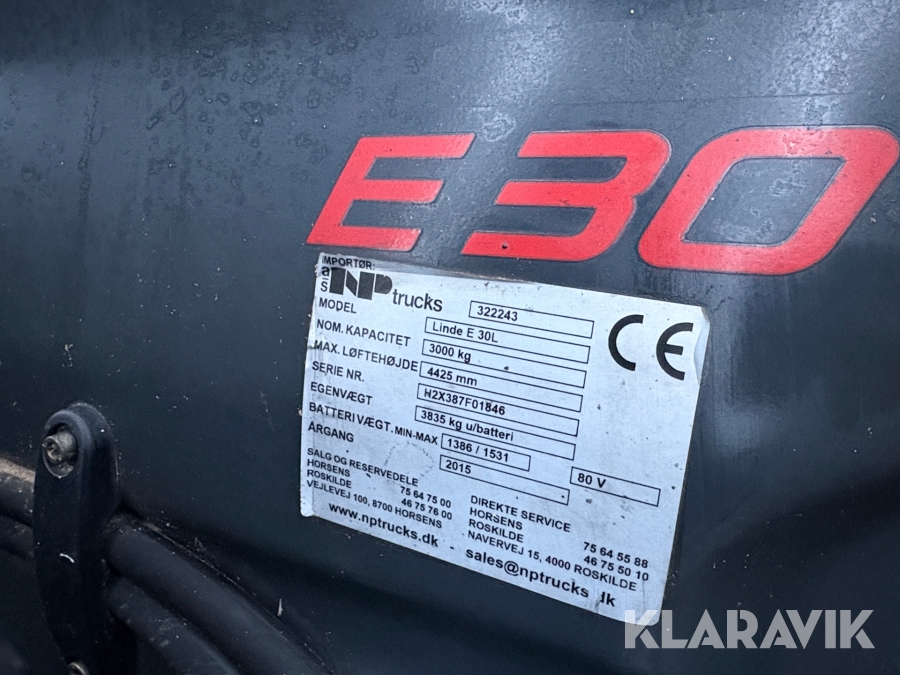 E30
IMPORTØR:
a/s NP trucks 322243
MODEL Linde E 30L
NOM. KAPACITET 3000 kg
MAX. LØFTEHØJDE 4425 mm
SERIE NR. H2X387F01846
EGENVÆGT 3835 kg u/batteri
BATTERIVÆGT. MIN-MAX 1386 / 1531 80 V
ÅRGANG 2015
CE
SALG OG RESERVEDELE
HORSENS 75 64 75 00
ROSKILDE 46 75 76 00
VEJLEVEJ 100, 8700 HORSENS
DIREKTE SERVICE
HORSENS 75 64 55 88
ROSKILDE 46 75 50 10
NAVERVEJ 15, 4000 ROSKILDE
www.nptrucks.dk - sales@nptrucks lk
KLARAVIK